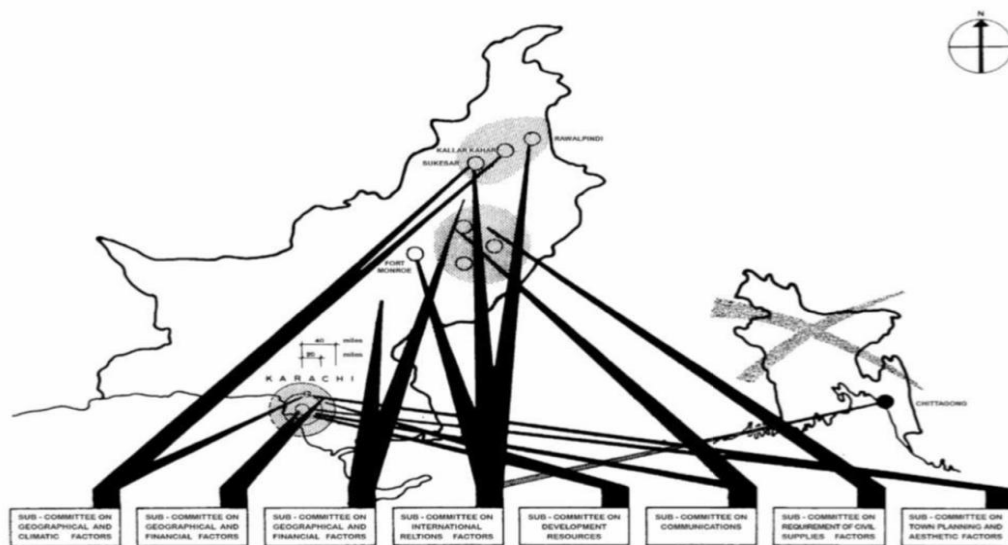 N
RAWALPINDI
KALLAR KAHAR
SUKESAR
FORT
MONROE
40 miles
miles
KARACHI
CHITTAGONG
SUB - COMMITTEE ON
GEOGRAPHICAL AND
CLIMATIC FACTORS
SUB - COMMITTEE ON
GEOGRAPHICAL AND
FINANCIAL FACTORS
SUB - COMMITTEE ON
GEOGRAPHICAL AND
FINANCIAL FACTORS
SUB - COMMITTEE ON
INTERNATIONAL
RELTIONS FACTORS
SUB - COMMITTEE ON
DEVELOPMENT
RESOURCES
SUB - COMMITTEE ON
COMMUNICATIONS
SUB - COMMITTEE ON
REQUIREMENT OF CIVIL
SUPPLIES FACTORS
SUB - COMMITTEE ON
TOWN PLANNING AND
AESTHETIC FACTORS